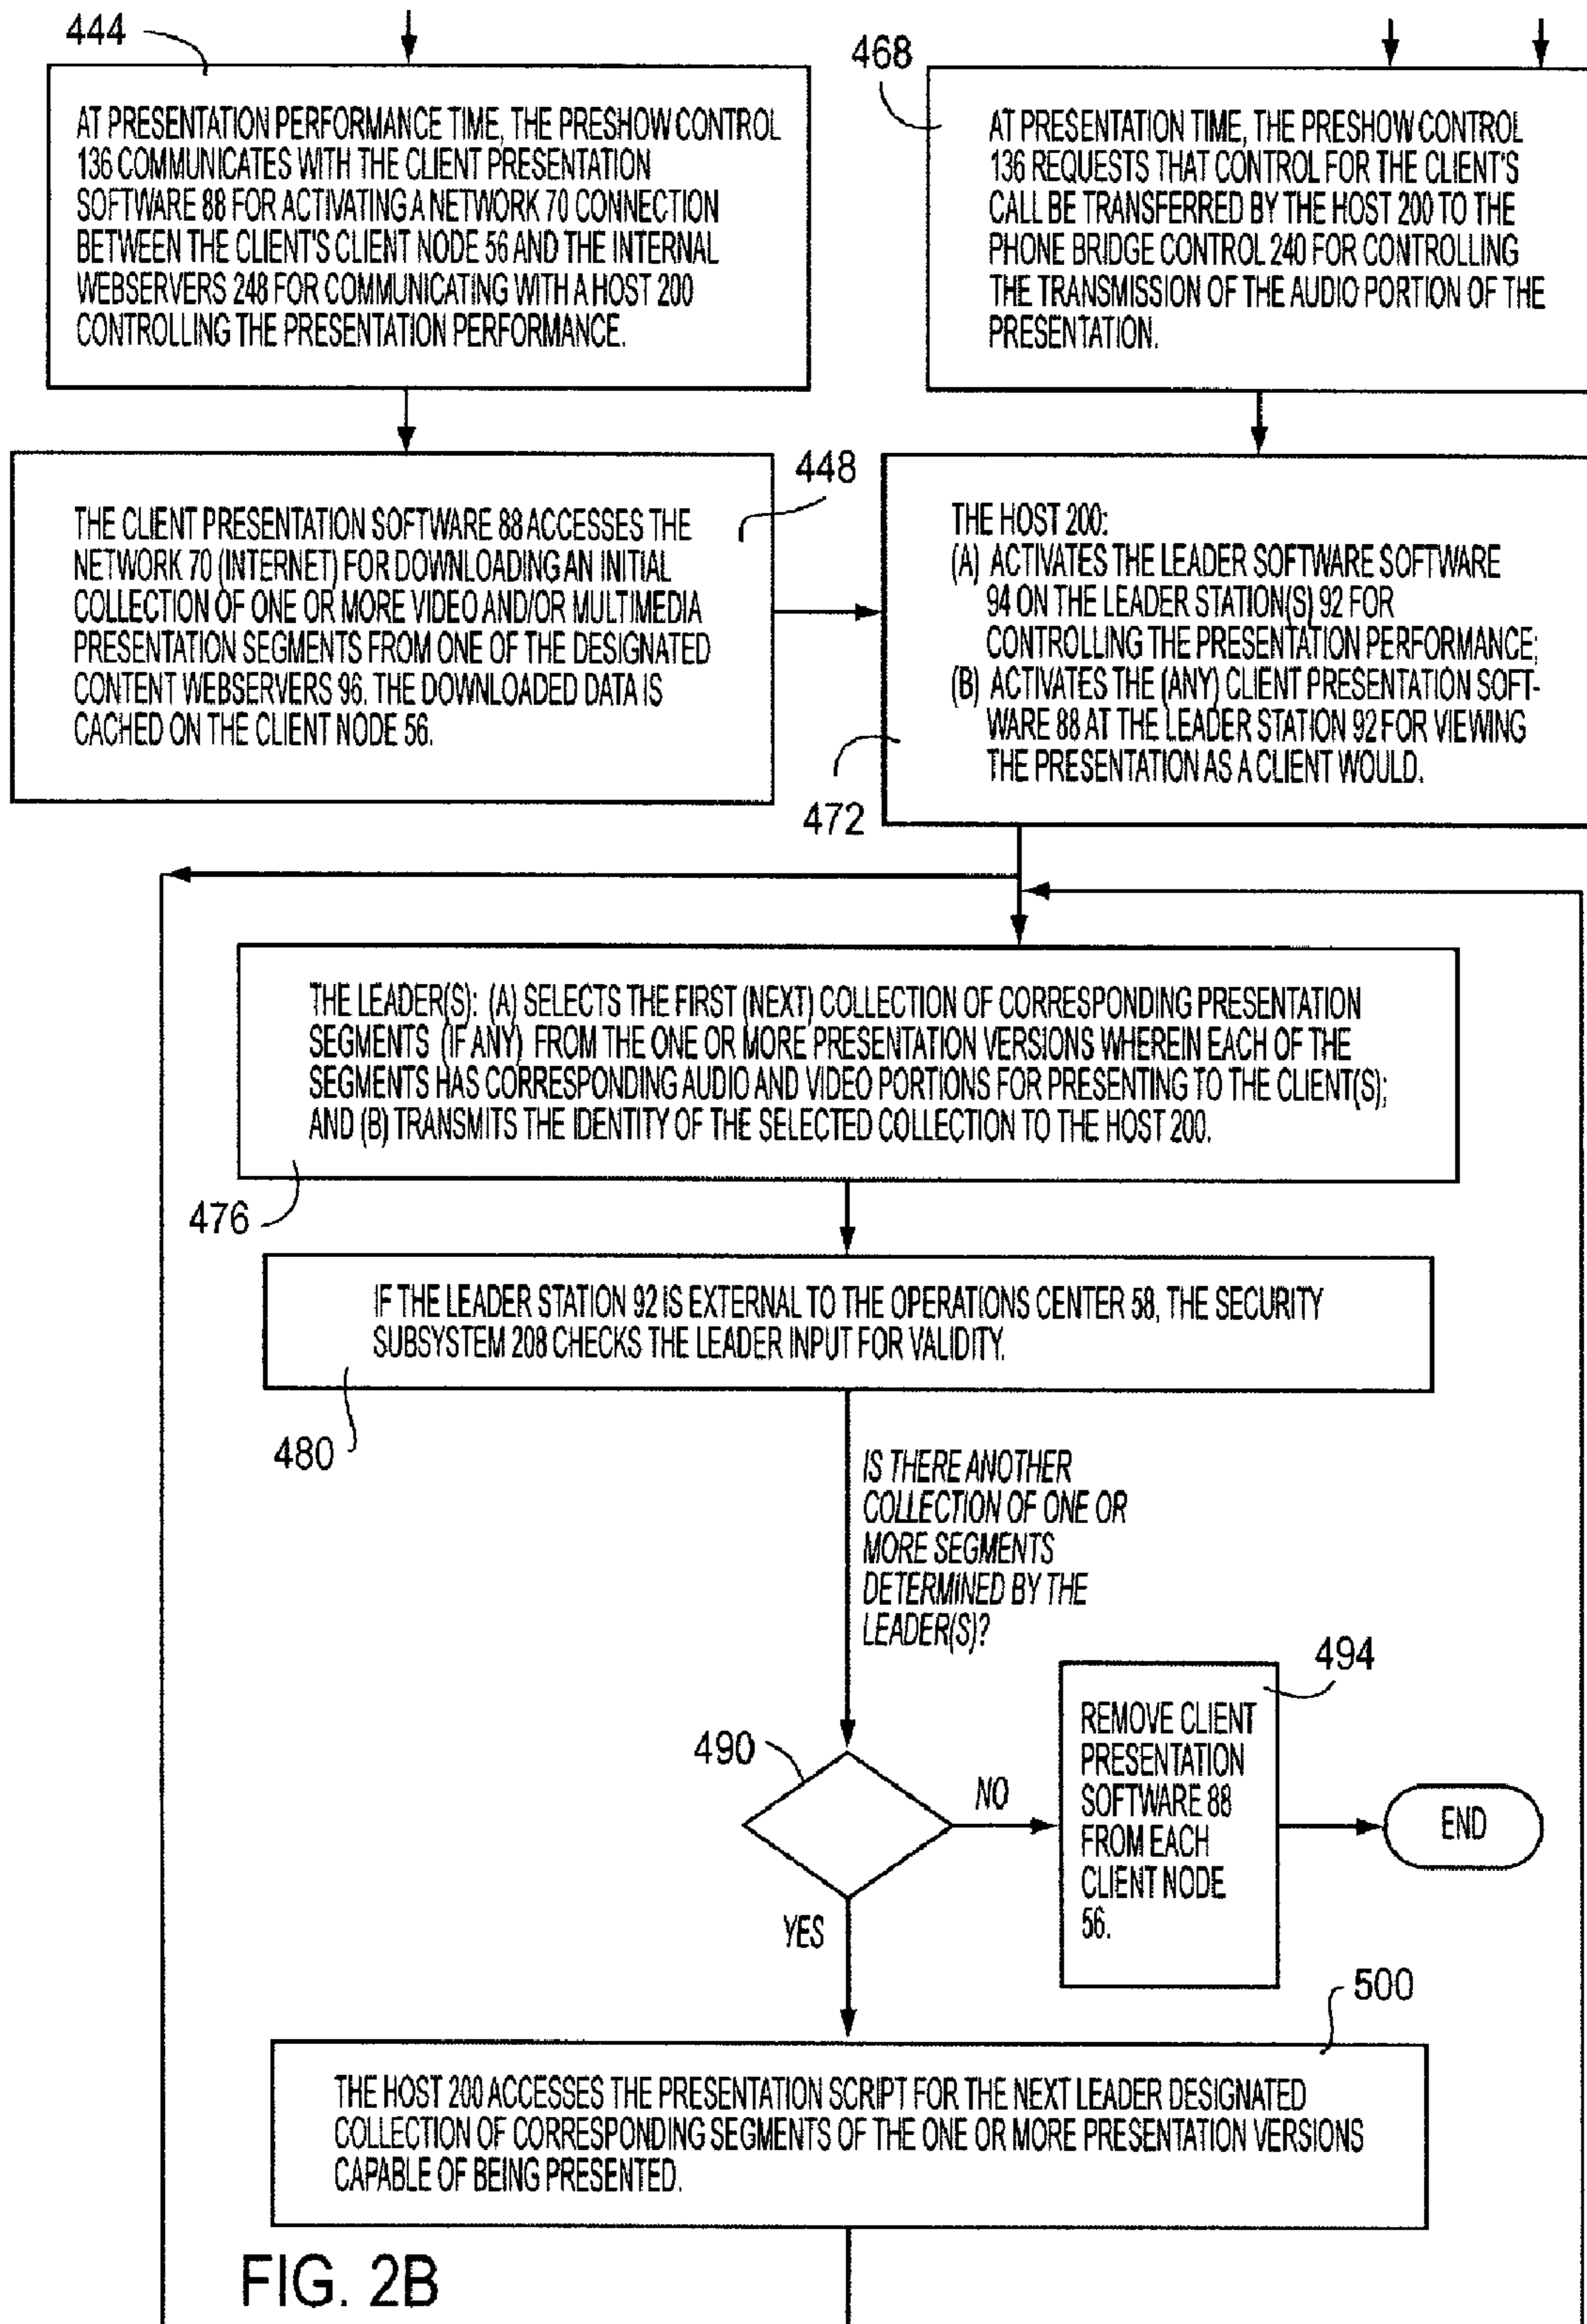 444
AT PRESENTATION PERFORMANCE TIME, THE PRESHOW CONTROL
136 COMMUNICATES WITH THE CLIENT PRESENTATION
SOFTWARE 88 FOR ACTIVATING A NETWORK 70 CONNECTION
BETWEEN THE CLIENT'S CLIENT NODE 56 AND THE INTERNAL
WEBSERVERS 248 FOR COMMUNICATING WITH A HOST 200
CONTROLLING THE PRESENTATION PERFORMANCE.
468
AT PRESENTATION TIME, THE PRESHOW CONTROL
136 REQUESTS THAT CONTROL FOR THE CLIENT'S
CALL BE TRANSFERRED BY THE HOST 200 TO THE
PHONE BRIDGE CONTROL 240 FOR CONTROLLING
THE TRANSMISSION OF THE AUDIO PORTION OF THE
PRESENTATION.
448
THE CLIENT PRESENTATION SOFTWARE 88 ACCESSES THE
NETWORK 70 (INTERNET) FOR DOWNLOADING AN INITIAL
COLLECTION OF ONE OR MORE VIDEO AND/OR MULTIMEDIA
PRESENTATION SEGMENTS FROM ONE OF THE DESIGNATED
CONTENT WEBSERVERS 96. THE DOWNLOADED DATA IS
CACHED ON THE CLIENT NODE 56.
THE HOST 200:
(A) ACTIVATES THE LEADER SOFTWARE SOFTWARE
94 ON THE LEADER STATION(S) 92 FOR
CONTROLLING THE PRESENTATION PERFORMANCE;
(B) ACTIVATES THE (ANY) CLIENT PRESENTATION SOFT-
WARE 88 AT THE LEADER STATION 92 FOR VIEWING
THE PRESENTATION AS A CLIENT WOULD.
472
THE LEADER(S): (A) SELECTS THE FIRST (NEXT) COLLECTION OF CORRESPONDING PRESENTATION
SEGMENTS (IF ANY) FROM THE ONE OR MORE PRESENTATION VERSIONS WHEREIN EACH OF THE
SEGMENTS HAS CORRESPONDING AUDIO AND VIDEO PORTIONS FOR PRESENTING TO THE CLIENT(S);
AND (B) TRANSMITS THE IDENTITY OF THE SELECTED COLLECTION TO THE HOST 200.
476
IF THE LEADER STATION 92 IS EXTERNAL TO THE OPERATIONS CENTER 58, THE SECURITY
SUBSYSTEM 208 CHECKS THE LEADER INPUT FOR VALIDITY.
480
IS THERE ANOTHER
COLLECTION OF ONE OR
MORE SEGMENTS
DETERMINED BY THE
LEADER(S)?
490
NO
494
REMOVE CLIENT
PRESENTATION
SOFTWARE 88
FROM EACH
CLIENT NODE
56.
END
YES
500
THE HOST 200 ACCESSES THE PRESENTATION SCRIPT FOR THE NEXT LEADER DESIGNATED
COLLECTION OF CORRESPONDING SEGMENTS OF THE ONE OR MORE PRESENTATION VERSIONS
CAPABLE OF BEING PRESENTED.
FIG. 2B